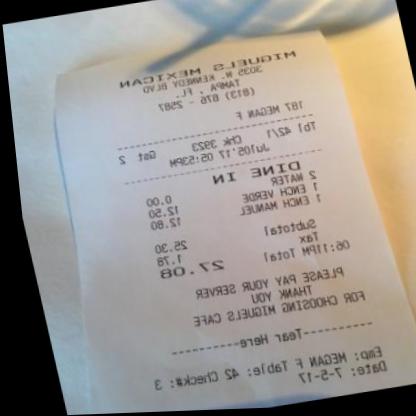 MIGUELS MEXICAN
3035 W. KENNEDY BLVD
TAMPA , FL.
(813) 876 - 2587
187 MEGAN F
Tbl 42/1 Chk 3923 Gst 2
Jul05'17 05:53PM
DINE IN
2 WATER 0.00
1 ENCH VERDE 12.50
1 ENCH MANUEL 12.80
Subtotal 25.30
Tax 1.78
06:11PM Total 27.08
PLEASE PAY YOUR SERVER
THANK YOU
FOR CHOOSING MIGUELS CAFE
----------Tear Here----------
Emp: MEGAN F Table: 42 Check#: 3
Date: 7-5-17